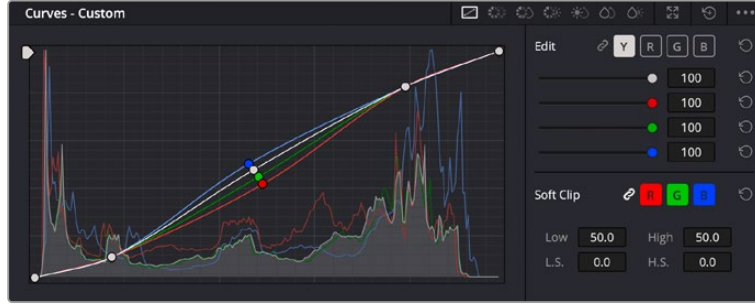 Curves - Custom
Edit Y R G B
100
100
100
100
Soft Clip R G B
Low 50.0 High 50.0
L.S. 0.0 H.S. 0.0